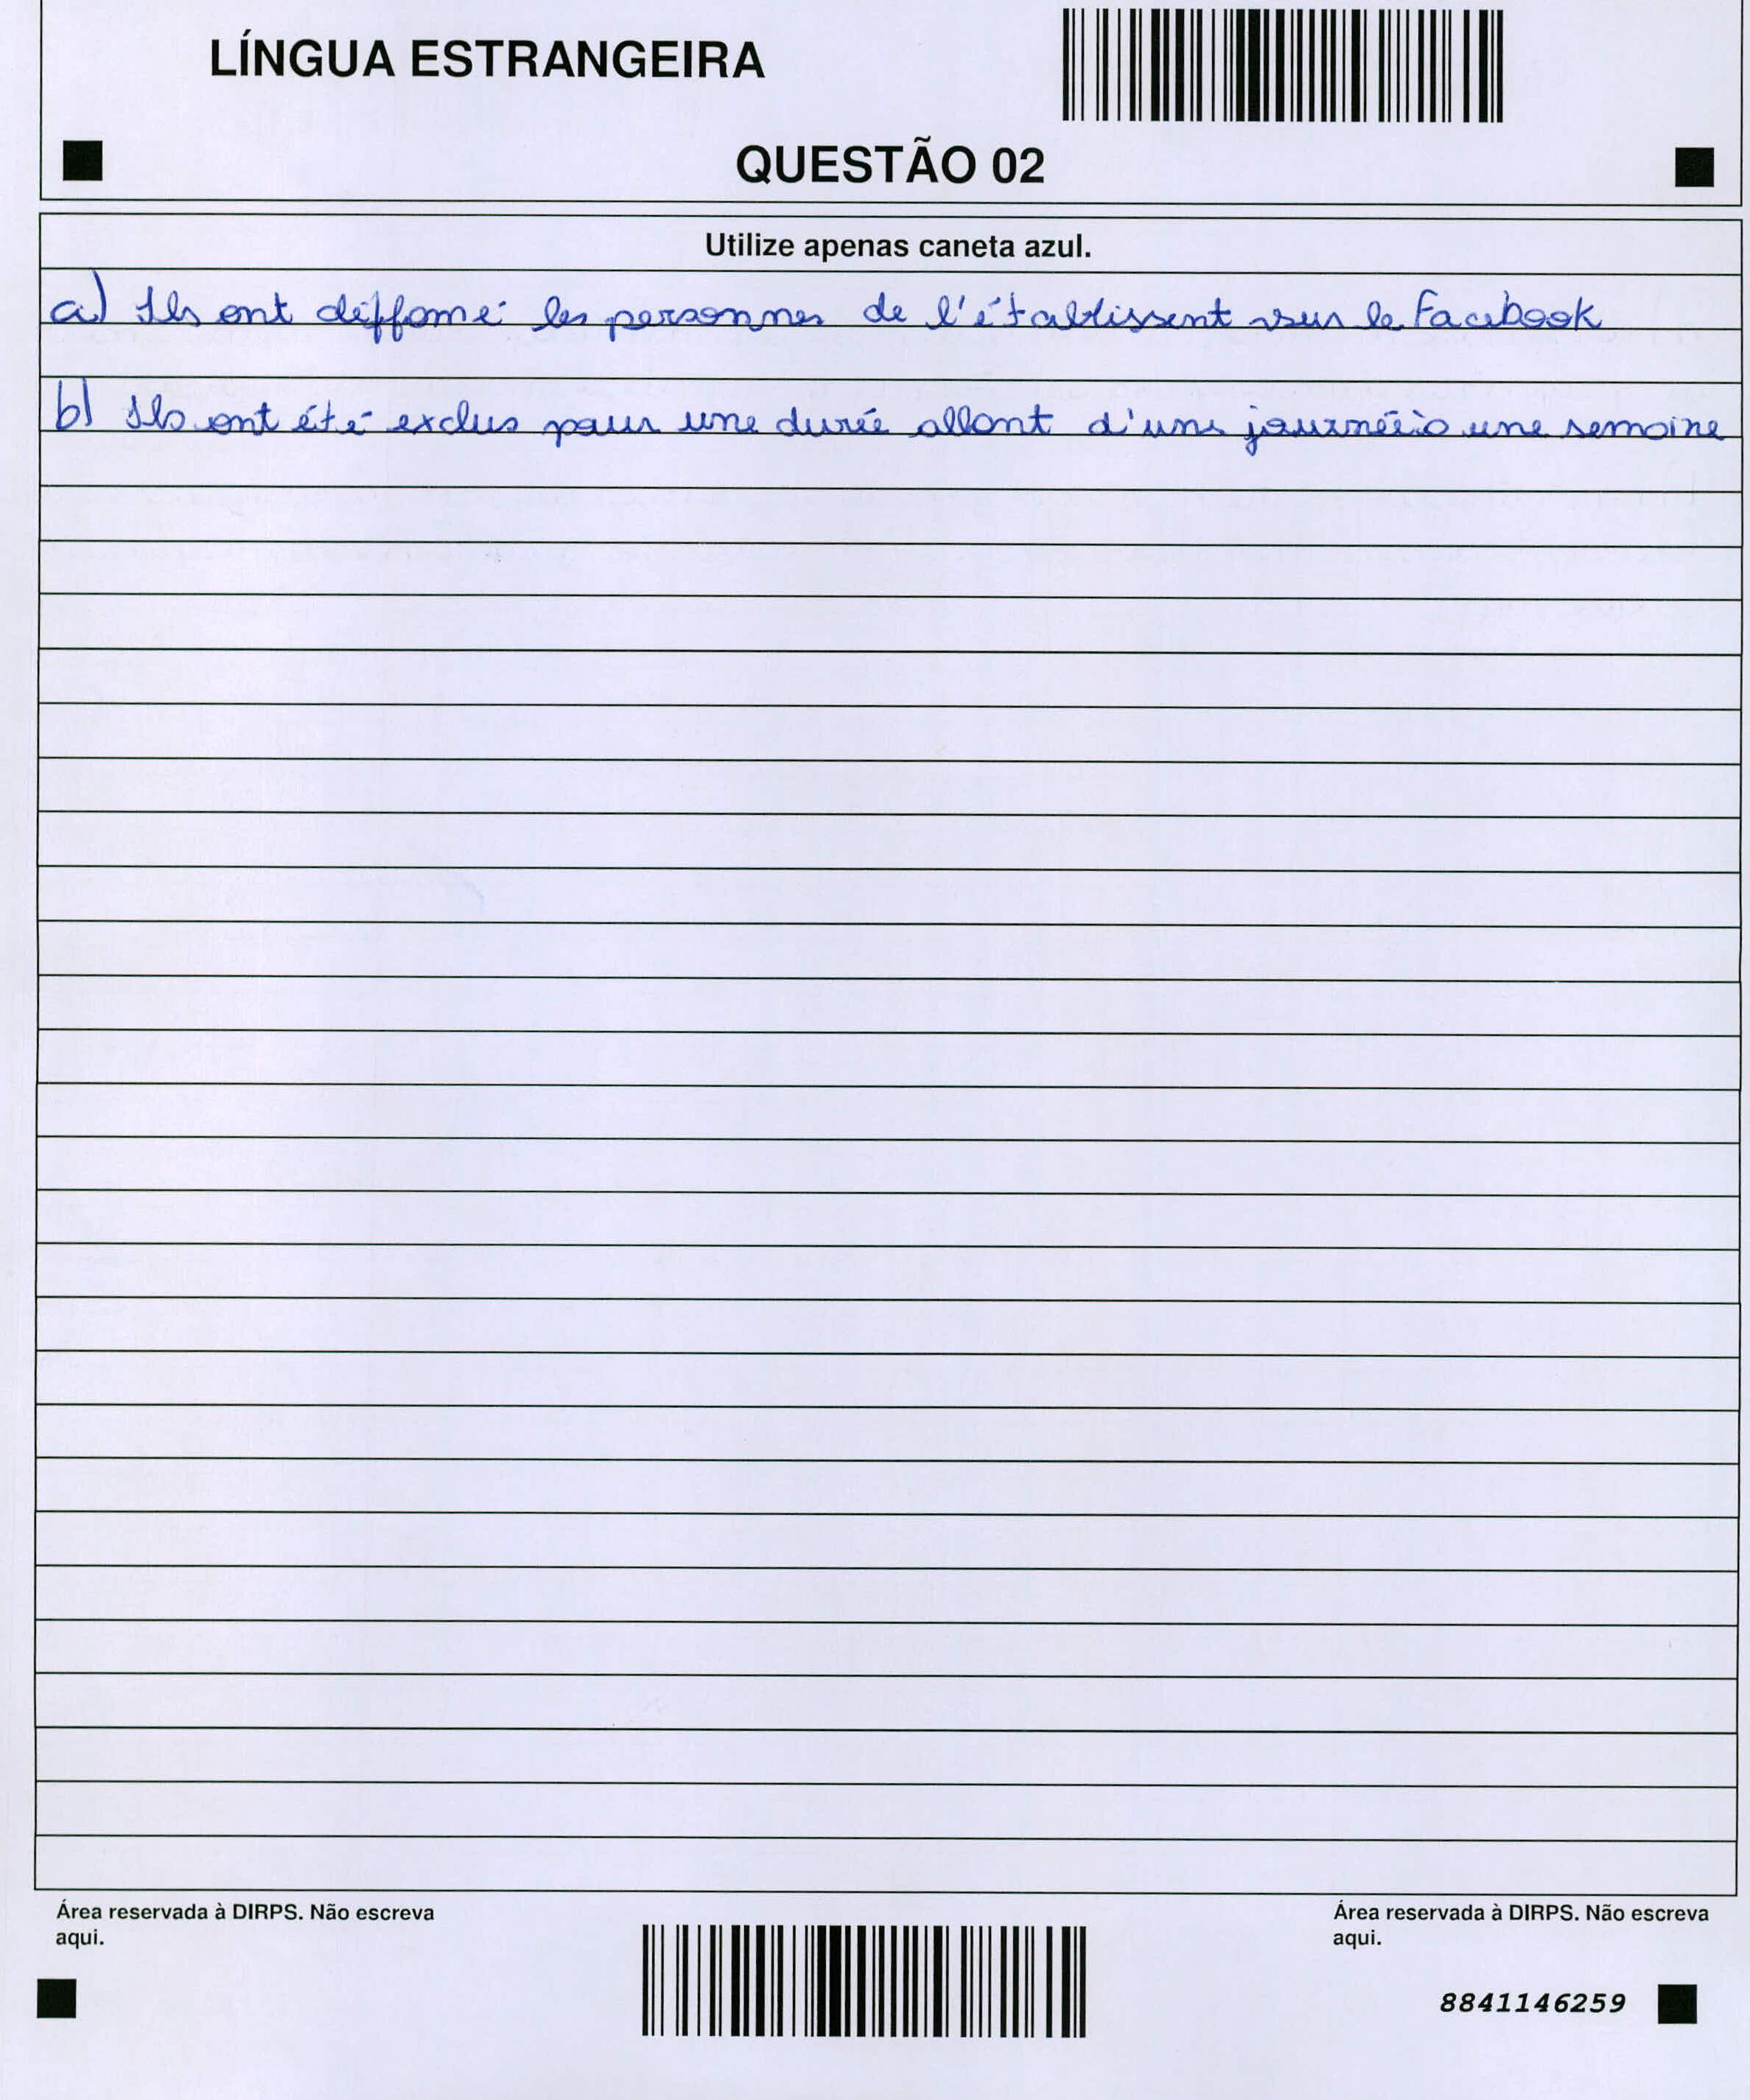 LÍNGUA ESTRANGEIRA
QUESTÃO 02
Utilize apenas caneta azul.
a) Ils ont diffamé les personnes de l'établissent sur le Facebook
b) Ils ont été exclus pour une durée allant d'une journée à une semaine
Área reservada à DIRPS. Não escreva
aqui.
Área reservada à DIRPS. Não escreva
aqui.
8841146259